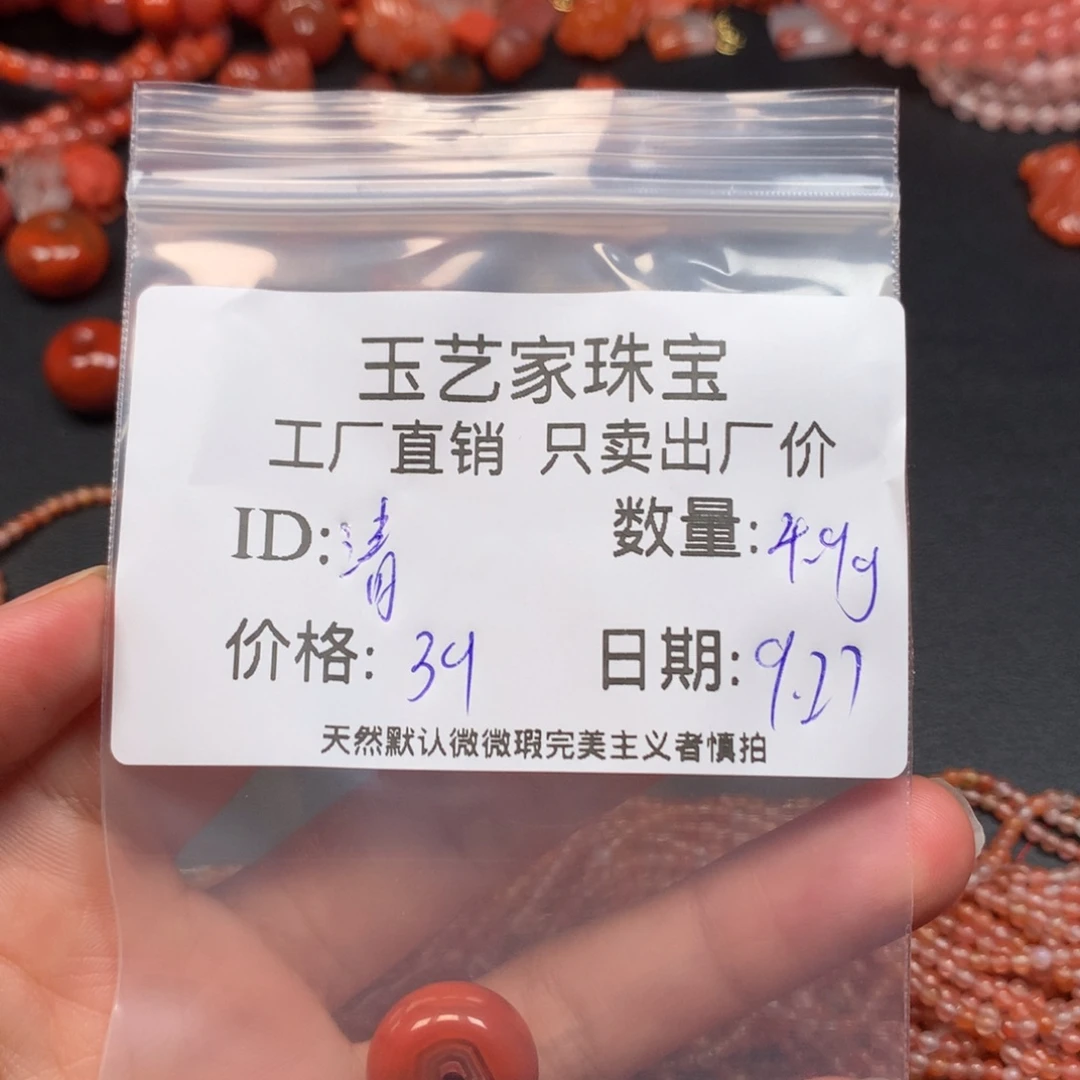 玉艺家珠宝
工厂直销 只卖出厂价
ID:清 数量:4.9g
价格:39 日期:9.27
天然默认微微瑕完美主义者慎拍